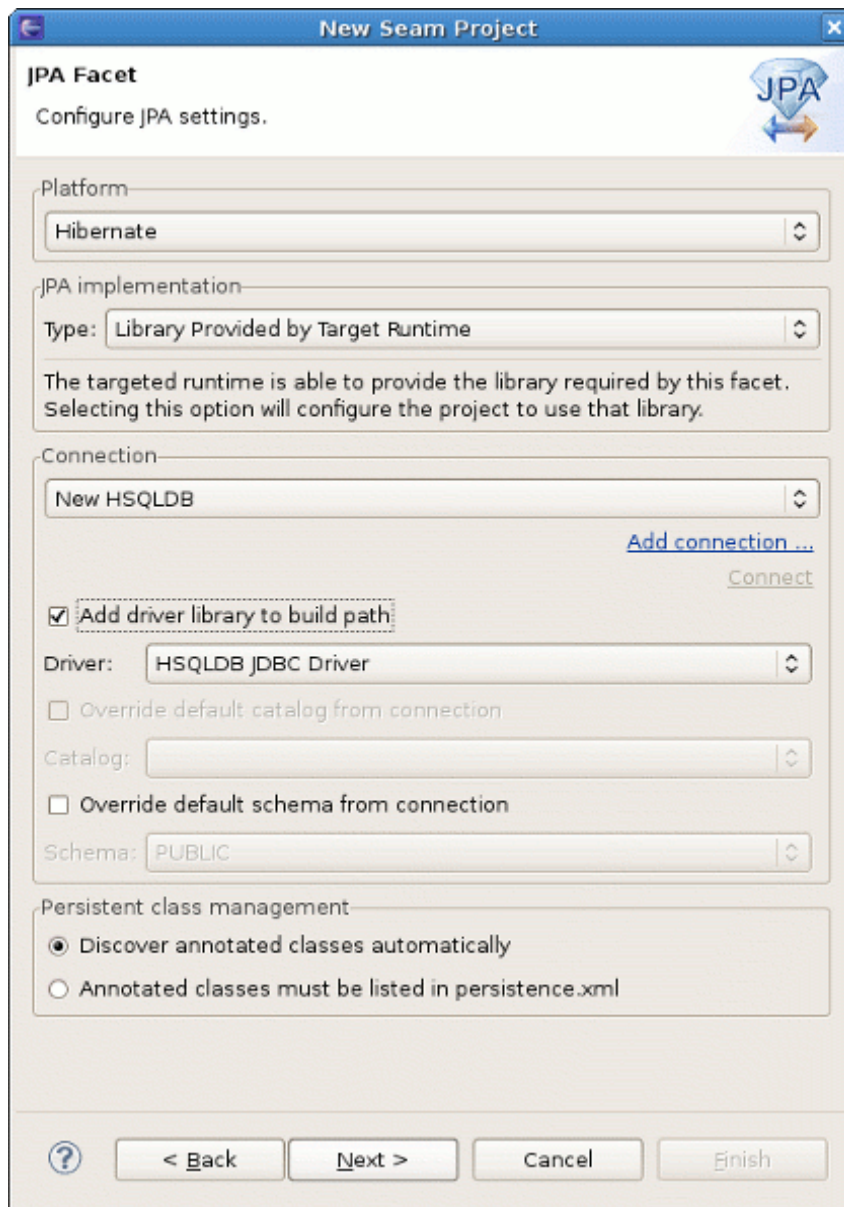 New Seam Project
JPA Facet
Configure JPA settings.
JPA
Platform
Hibernate
JPA implementation
Type: Library Provided by Target Runtime
The targeted runtime is able to provide the library required by this facet.
Selecting this option will configure the project to use that library.
Connection
New HSQLDB
Add connection ...
Connect
Add driver library to build path
Driver: HSQLDB JDBC Driver
Override default catalog from connection
Catalog:
Override default schema from connection
Schema: PUBLIC
Persistent class management
Discover annotated classes automatically
Annotated classes must be listed in persistence.xml
? < Back Next > Cancel Finish